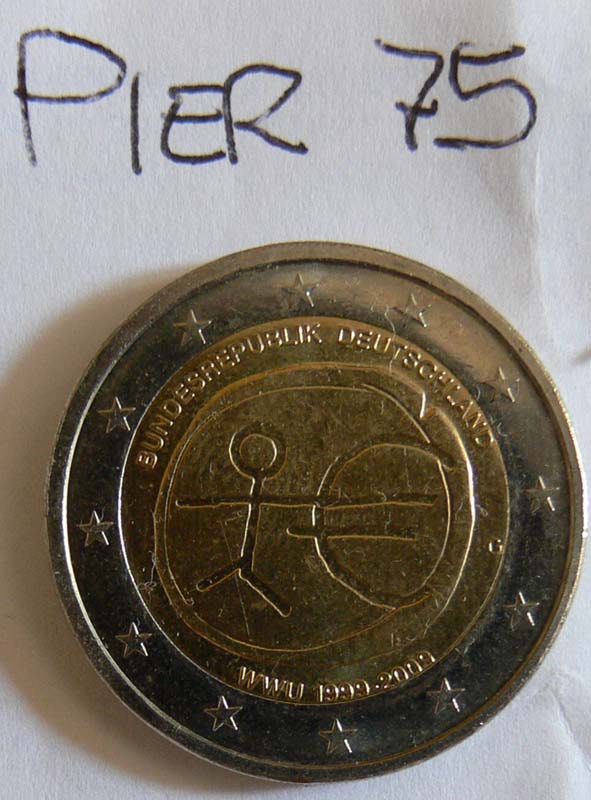 PIER 75
BUNDESREPUBLIK DEUTSCHLAND
G
WWU 1999-2009